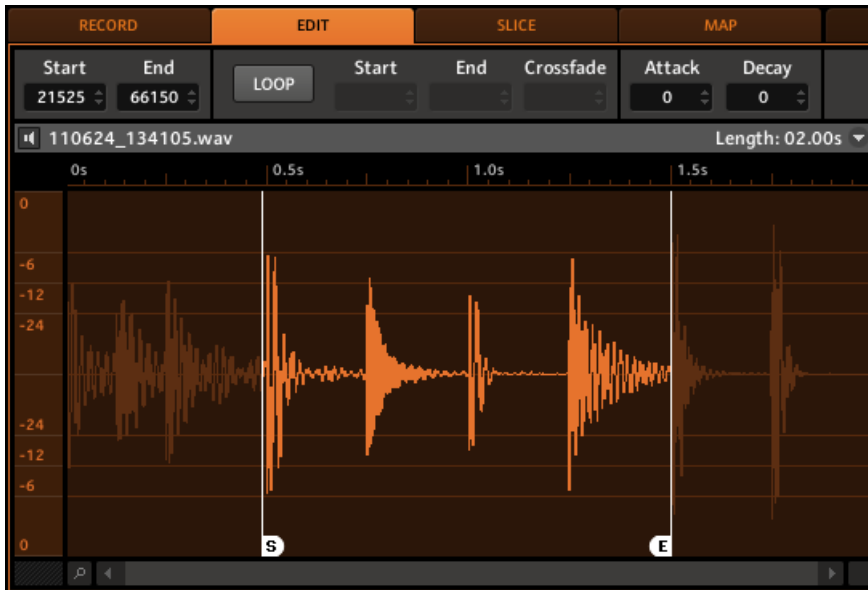 RECORD EDIT SLICE MAP
Start End LOOP Start End Crossfade Attack Decay
21525 66150 0 0
110624_134105.wav Length: 02.00s
0s 0.5s 1.0s 1.5s
0
-6
-12
-24
-24
-12
-6
0
S E